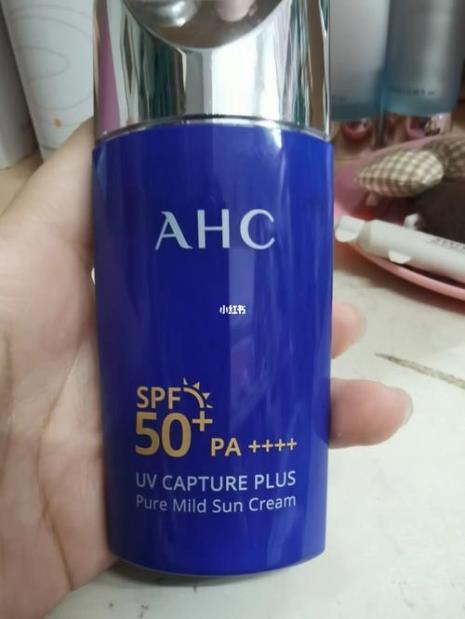 AHC
小红书
SPF
50+
PA ++++
UV CAPTURE PLUS
Pure Mild Sun Cream